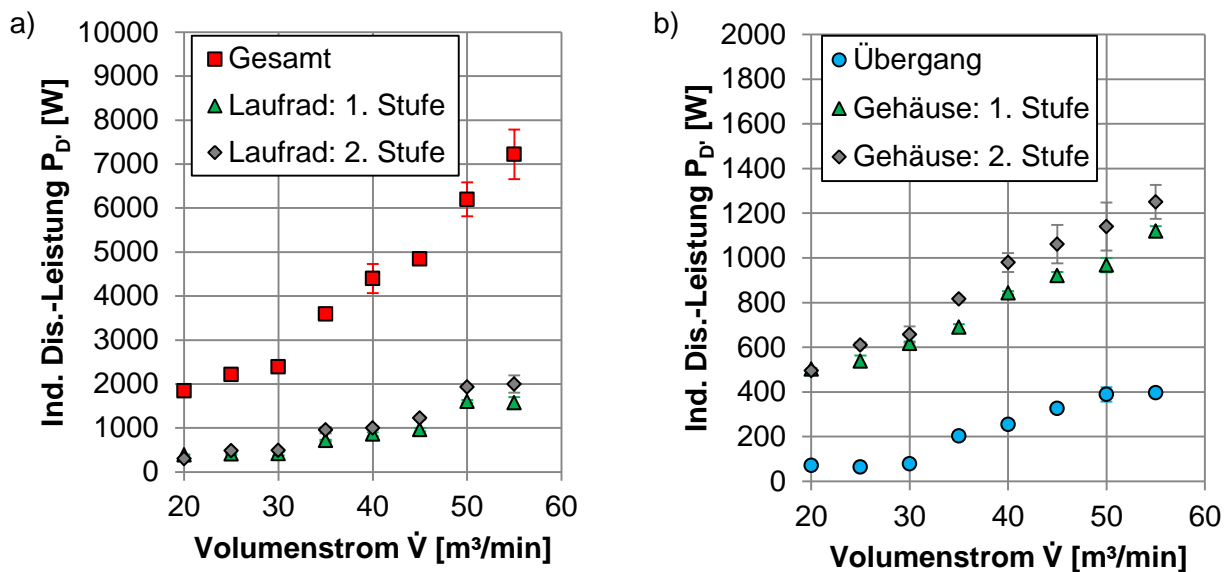 a)
Ind. Dis.-Leistung P_D' [W]
10000
9000
8000
7000
6000
5000
4000
3000
2000
1000
0
Gesamt
Laufrad: 1. Stufe
Laufrad: 2. Stufe
20 30 40 50 60
Volumenstrom V̇ [m³/min]
b)
Ind. Dis.-Leistung P_D' [W]
2000
1800
1600
1400
1200
1000
800
600
400
200
0
Übergang
Gehäuse: 1. Stufe
Gehäuse: 2. Stufe
20 30 40 50 60
Volumenstrom V̇ [m³/min]